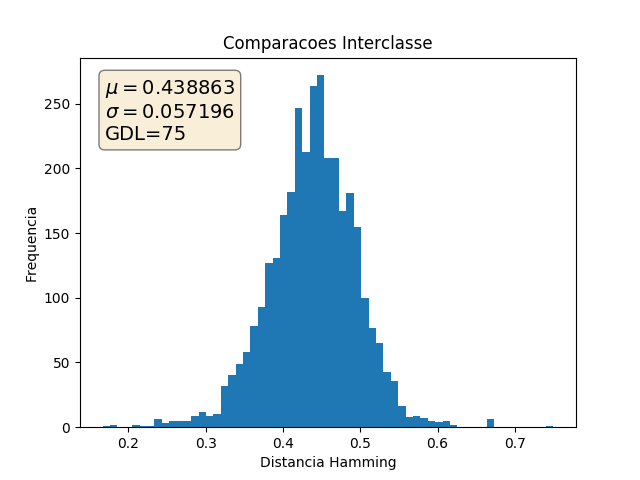 Comparacoes Interclasse
μ = 0.438863
σ = 0.057196
GDL=75
Frequencia
250
200
150
100
50
0
0.2 0.3 0.4 0.5 0.6 0.7
Distancia Hamming